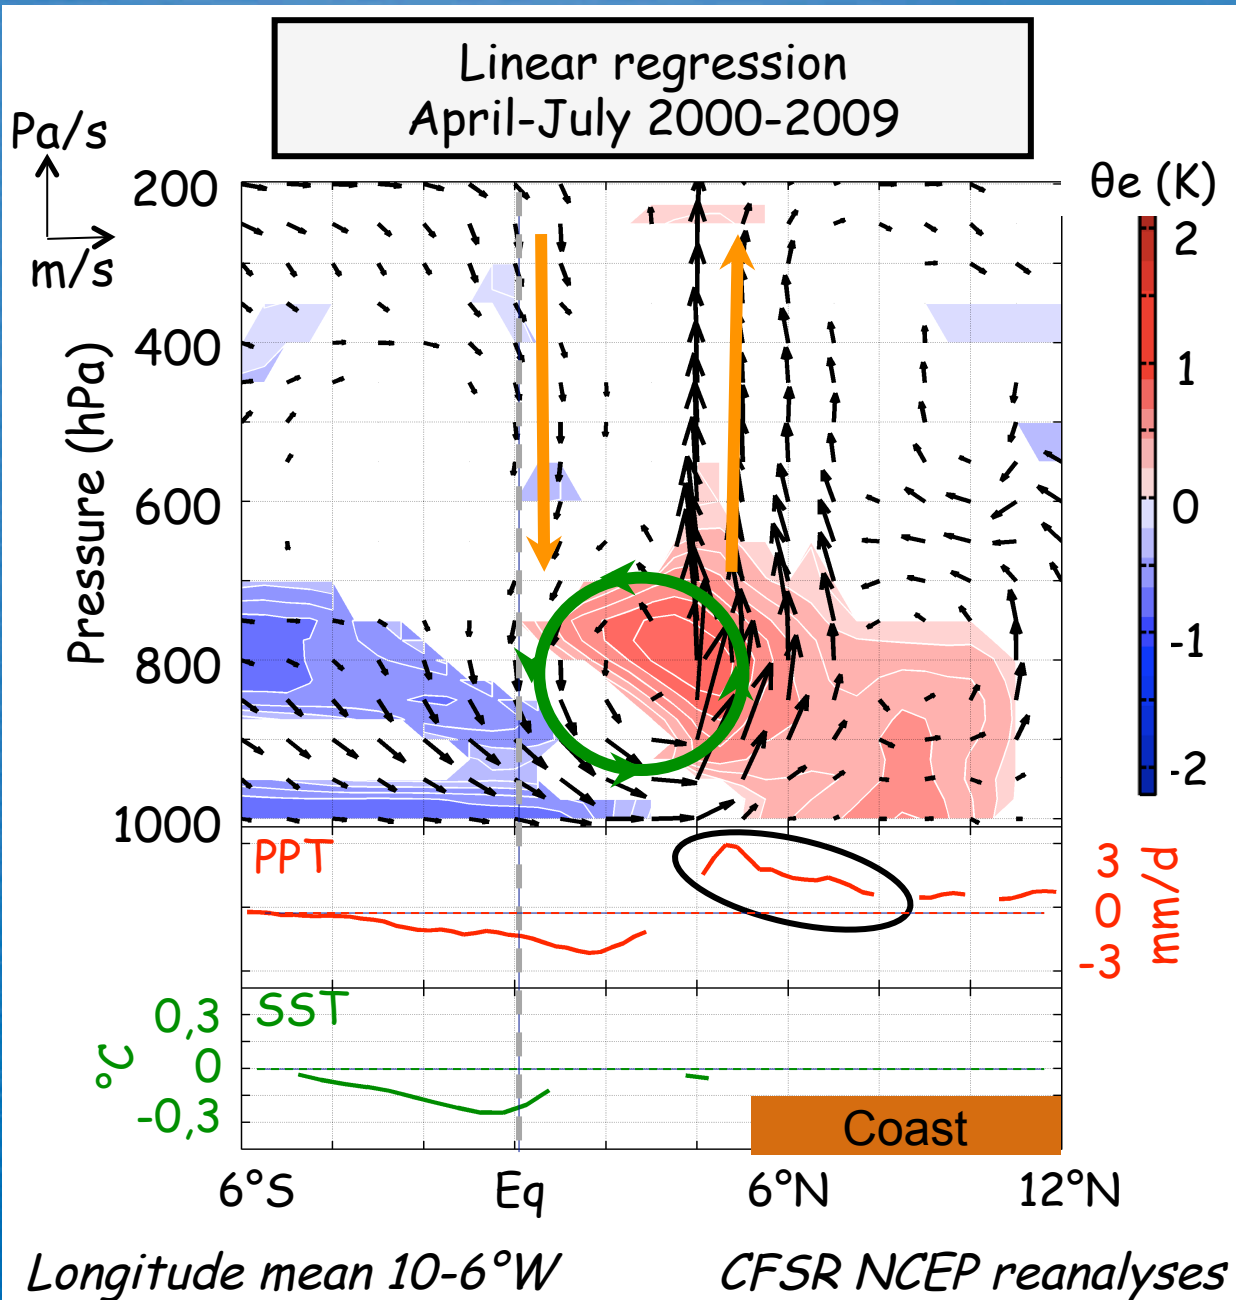 Linear regression
April-July 2000-2009
Pa/s
m/s
θe (K)
Pressure (hPa)
200
400
600
800
1000
2
1
0
-1
-2
PPT
3
0
-3
mm/d
SST
°C
0,3
0
-0,3
Coast
6°S
Eq
6°N
12°N
Longitude mean 10-6°W
CFSR NCEP reanalyses